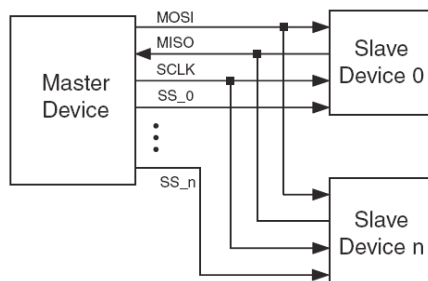 MOSI
MISO
SCLK
SS_0
SS_n
Master
Device
Slave
Device 0
Slave
Device n